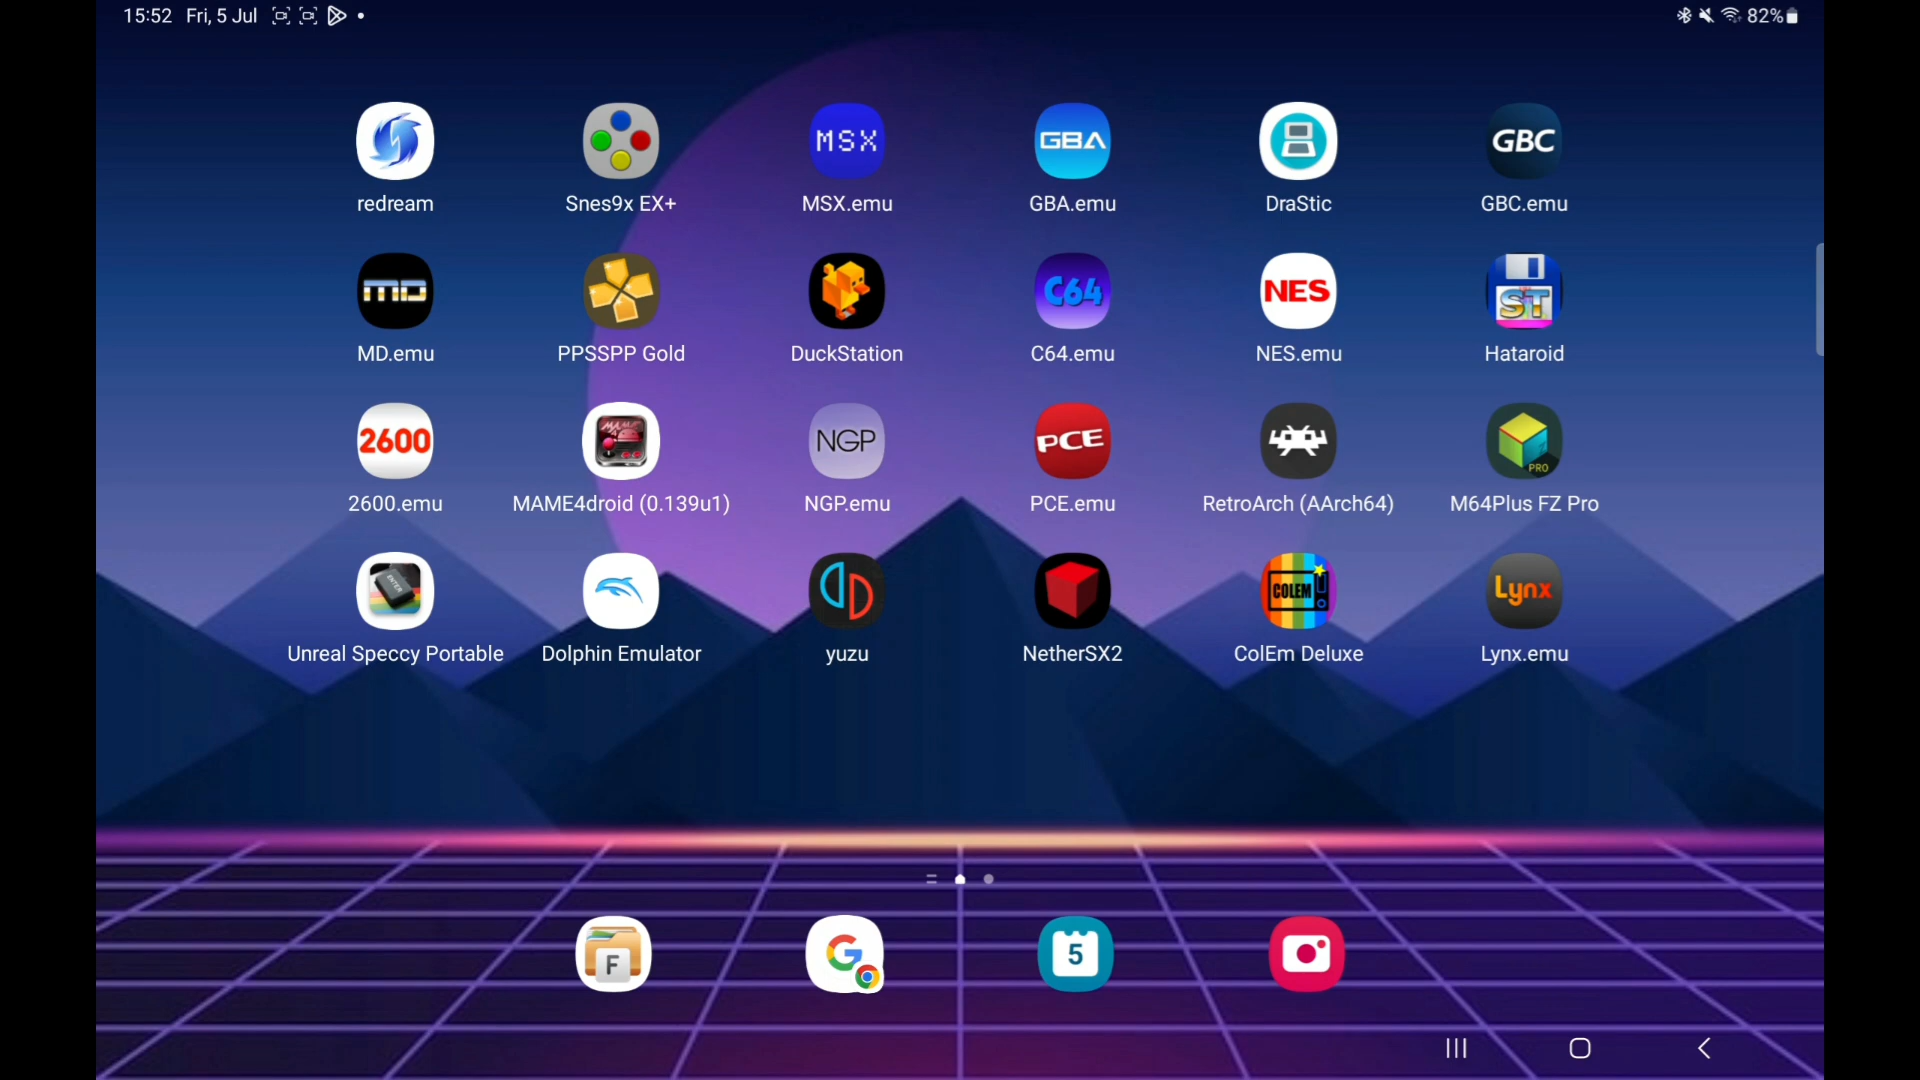 15:52 Fri, 5 Jul
82%
MSX
GBA
GBC
redream
Snes9x EX+
MSX.emu
GBA.emu
DraStic
GBC.emu
MD
C64
NES
ST
MD.emu
PPSSPP Gold
DuckStation
C64.emu
NES.emu
Hataroid
2600
MAME
NGP
PCE
PRO
2600.emu
MAME4droid (0.139u1)
NGP.emu
PCE.emu
RetroArch (AArch64)
M64Plus FZ Pro
ENTER
COLEM
Lynx
Unreal Speccy Portable
Dolphin Emulator
yuzu
NetherSX2
ColEm Deluxe
Lynx.emu
F
G
5